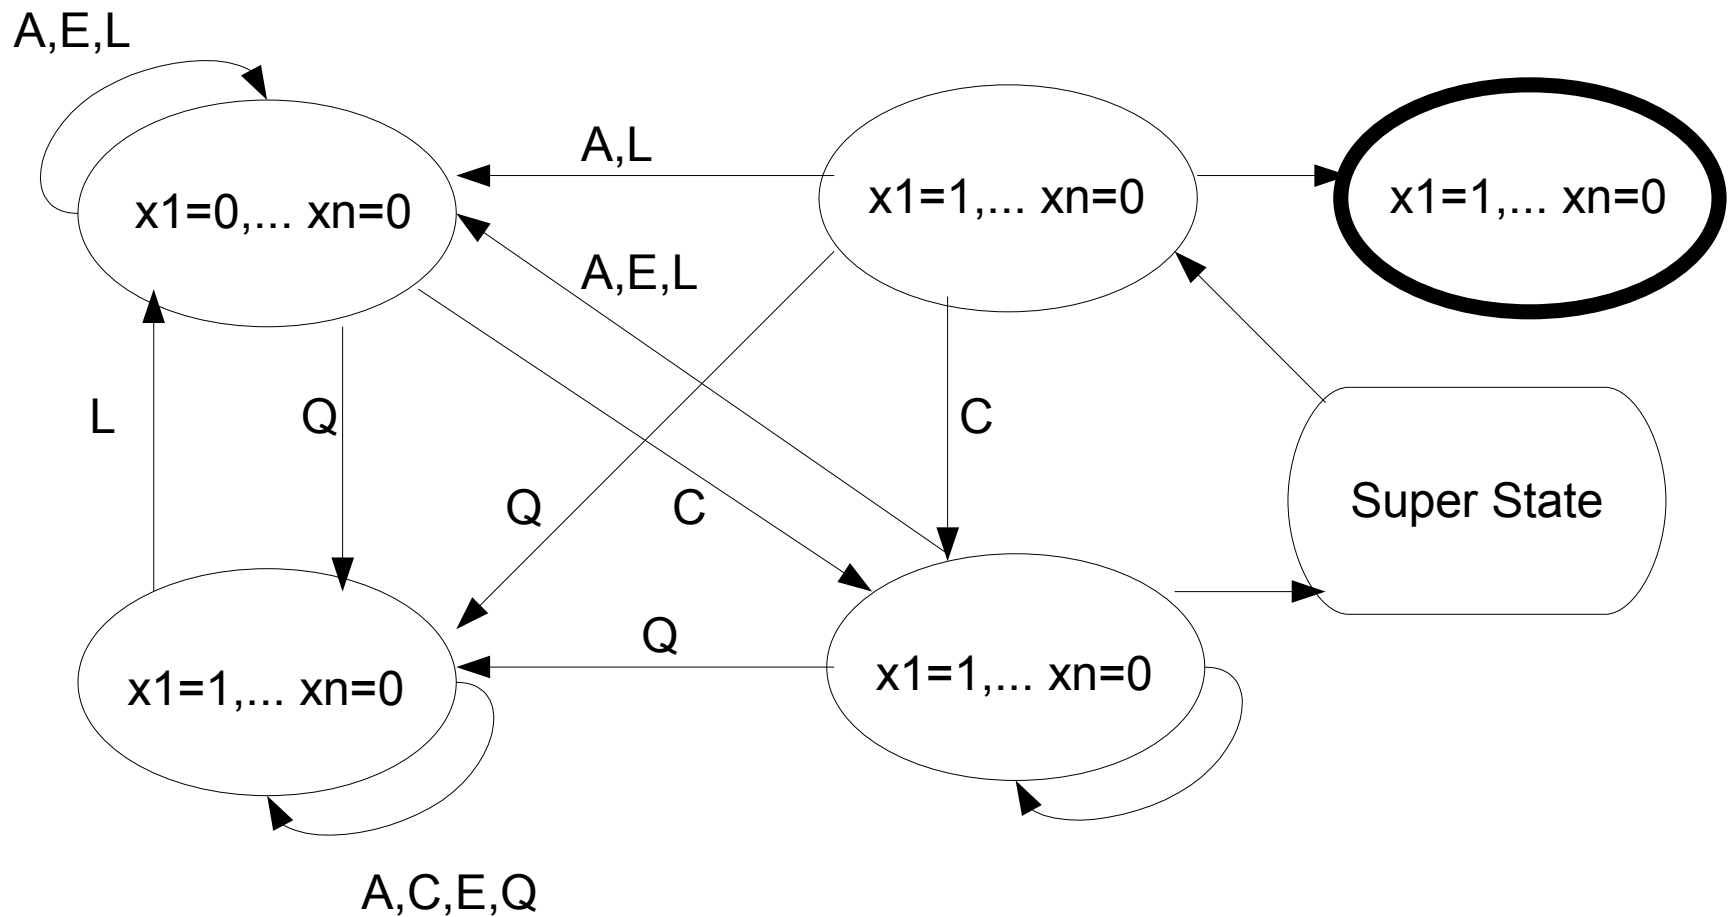 A,E,L
A,L
x1=0,... xn=0
x1=1,... xn=0
x1=1,... xn=0
A,E,L
L
Q
C
Q
C
Super State
Q
x1=1,... xn=0
x1=1,... xn=0
A,C,E,Q